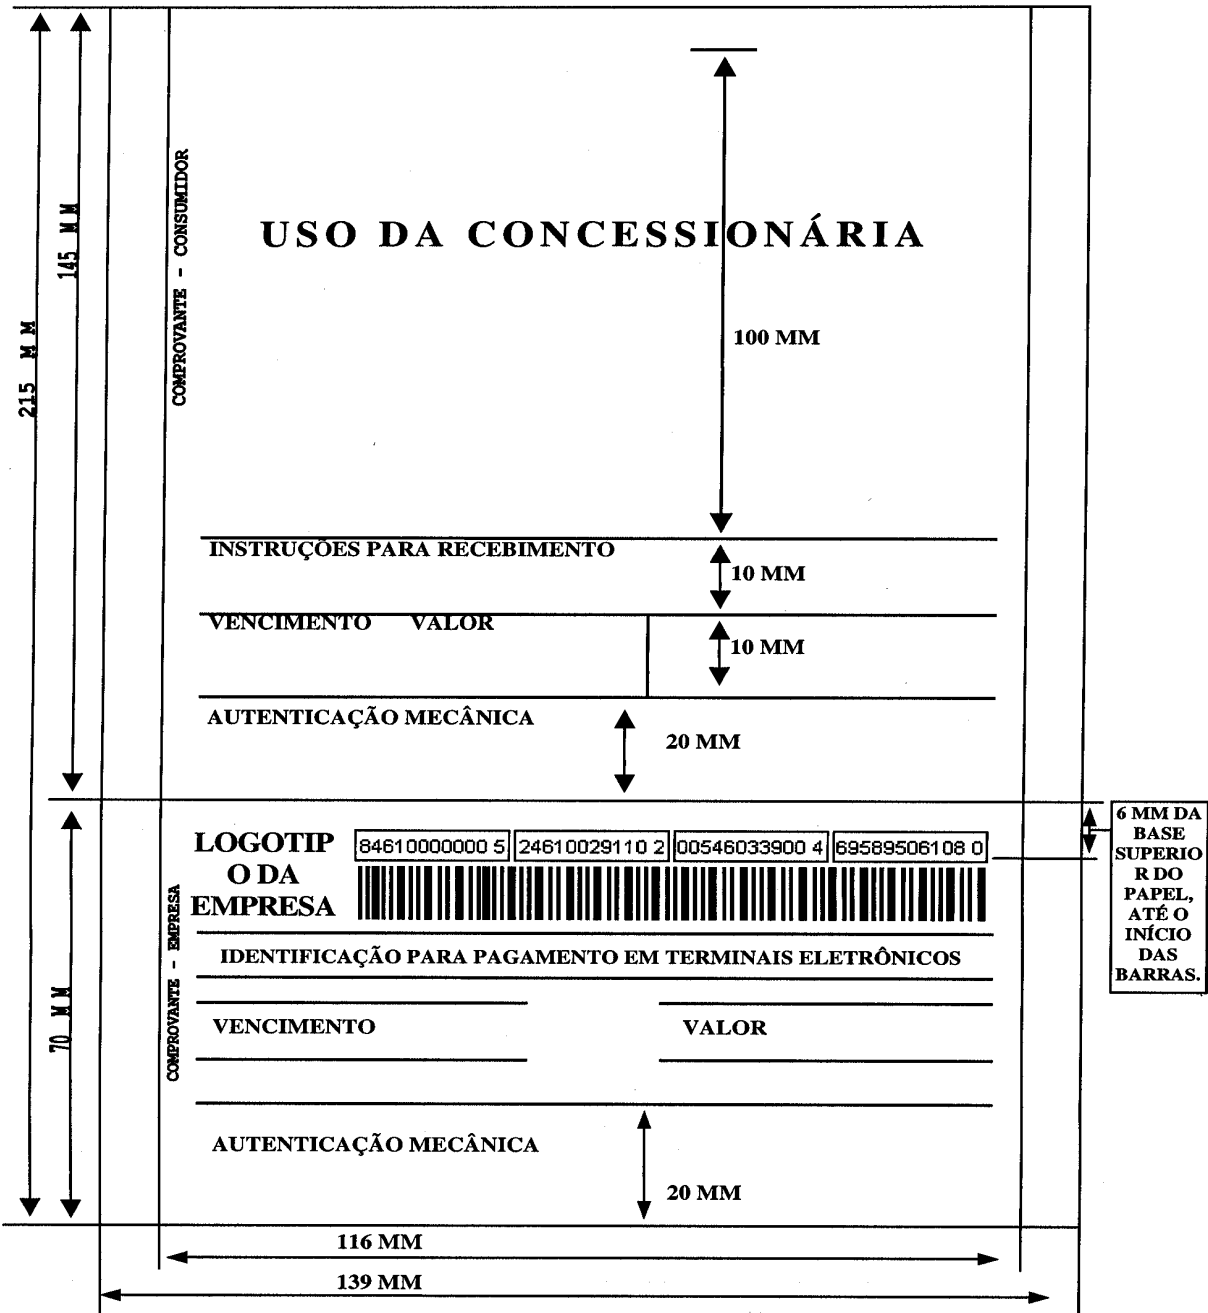 215 M M
145 M M
COMPROVANTE - CONSUMIDOR
USO DA CONCESSIONÁRIA
100 MM
INSTRUÇÕES PARA RECEBIMENTO
10 MM
VENCIMENTO VALOR
10 MM
AUTENTICAÇÃO MECÂNICA
20 MM
70 M M
COMPROVANTE - EMPRESA
LOGOTIP
O DA
EMPRESA
84610000000 5 24610029110 2 00546033900 4 69589506108 0
6 MM DA
BASE
SUPERIO
R DO
PAPEL,
ATÉ O
INÍCIO
DAS
BARRAS.
IDENTIFICAÇÃO PARA PAGAMENTO EM TERMINAIS ELETRÔNICOS
VENCIMENTO VALOR
AUTENTICAÇÃO MECÂNICA
20 MM
116 MM
139 MM